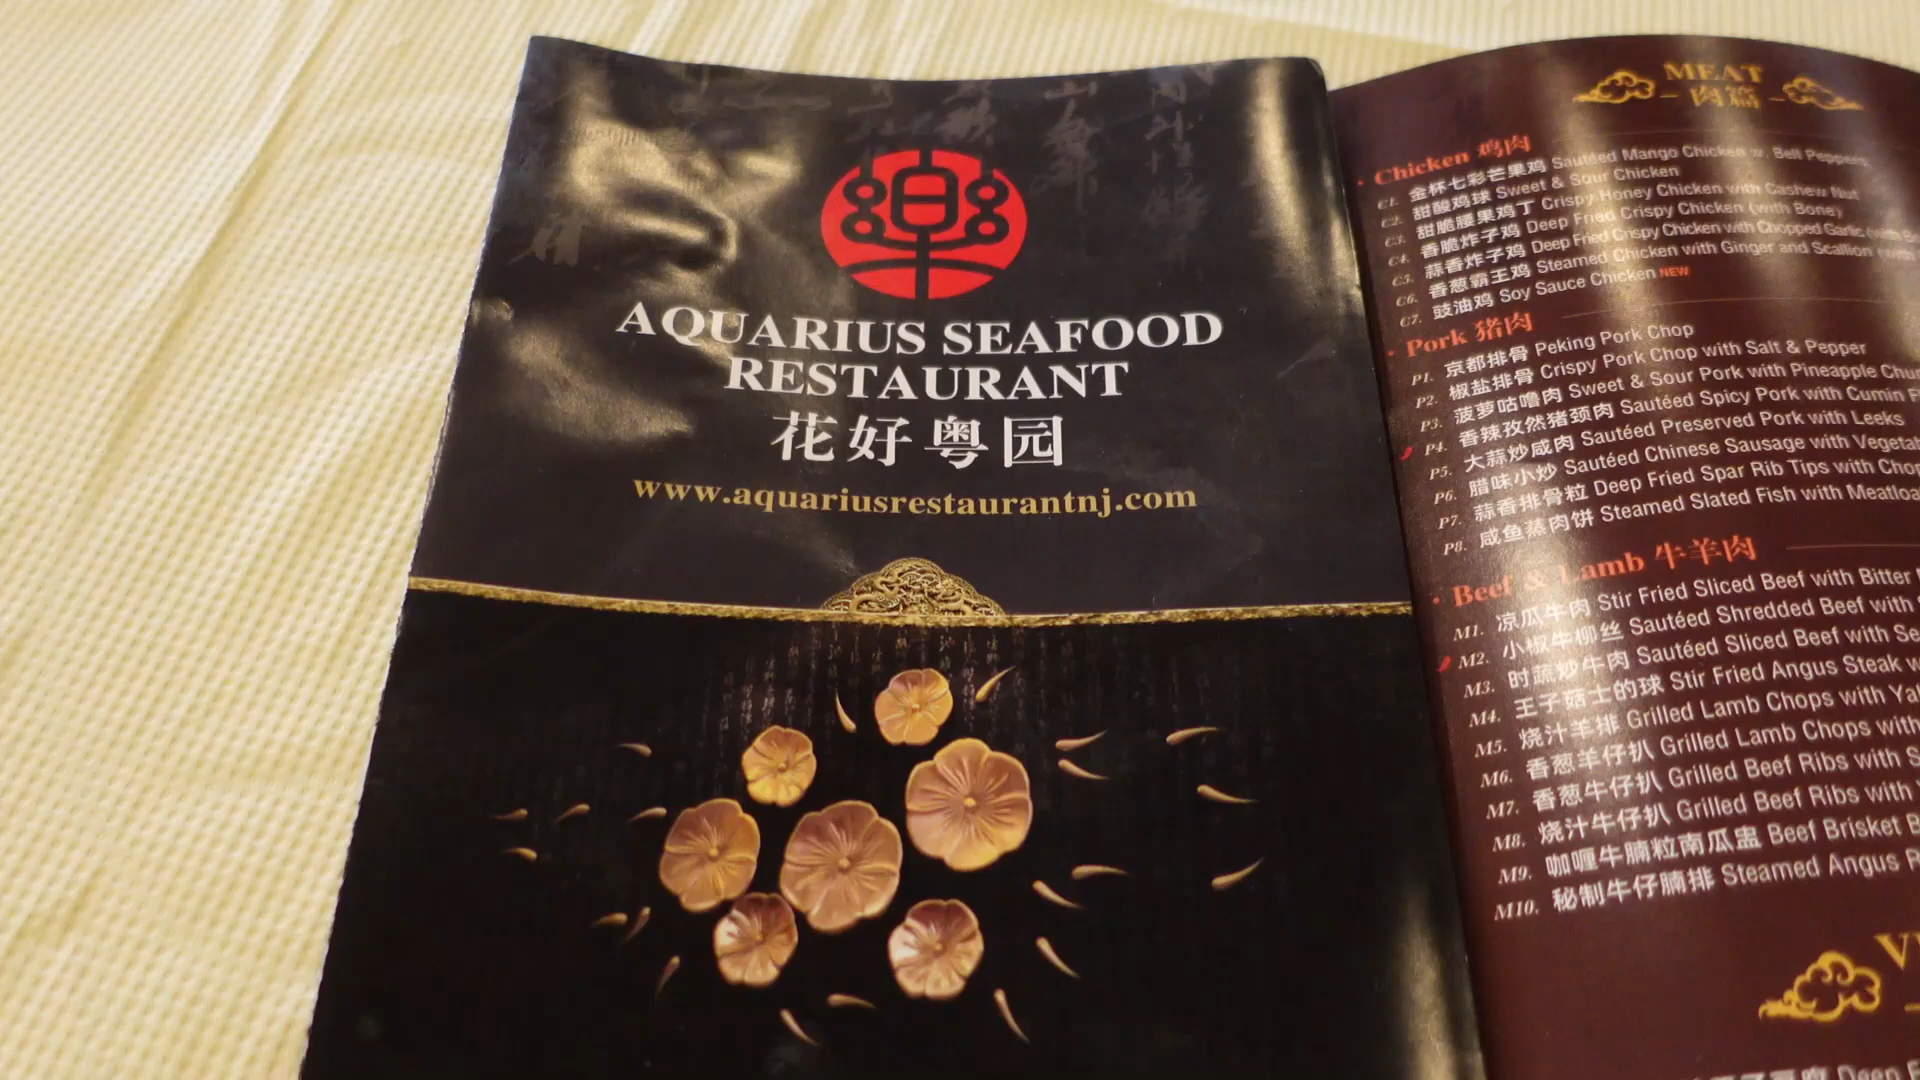 樂
AQUARIUS SEAFOOD
RESTAURANT
花好粤园
www.aquariusrestaurantnj.com
MEAT
肉篇
Chicken 鸡肉
C1. 金杯七彩芒果鸡 Sautéed Mango Chicken w. Bell Peppers
C2. 甜酸鸡球 Sweet & Sour Chicken
C3. 甜脆腰果鸡丁 Crispy Honey Chicken with Cashew Nut
C4. 香脆炸子鸡 Deep Fried Crispy Chicken (with Bone)
C5. 蒜香炸子鸡 Deep Fried Crispy Chicken with Chopped Garlic
C6. 香葱霸王鸡 Steamed Chicken with Ginger and Scallion
C7. 豉油鸡 Soy Sauce Chicken NEW
Pork 猪肉
P1. 京都排骨 Peking Pork Chop
P2. 椒盐排骨 Crispy Pork Chop with Salt & Pepper
P3. 菠萝咕噜肉 Sweet & Sour Pork with Pineapple
P4. 香辣孜然猪颈肉 Sautéed Spicy Pork with Cumin
P5. 大蒜炒咸肉 Sautéed Preserved Pork with Leeks
P6. 腊味小炒 Sautéed Chinese Sausage with
P7. 蒜香排骨粒 Deep Fried Spar Rib Tips with
P8. 咸鱼蒸肉饼 Steamed Slated Fish with
Beef & Lamb 牛羊肉
M1. 凉瓜牛肉 Stir Fried Sliced Beef with Bitter
M2. 小椒牛柳丝 Sautéed Shredded Beef with
M3. 时蔬炒牛肉 Sautéed Sliced Beef with
M4. 王子菇士的球 Stir Fried Angus Steak
M5. 烧汁羊排 Grilled Lamb Chops with
M6. 香葱羊仔扒 Grilled Lamb Chops with
M7. 香葱牛仔扒 Grilled Beef Ribs with
M8. 烧汁牛仔扒 Grilled Beef Ribs with
M9. 咖喱牛腩粒南瓜盅 Beef Brisket
M10. 秘制牛仔腩排 Steamed Angus
Deep